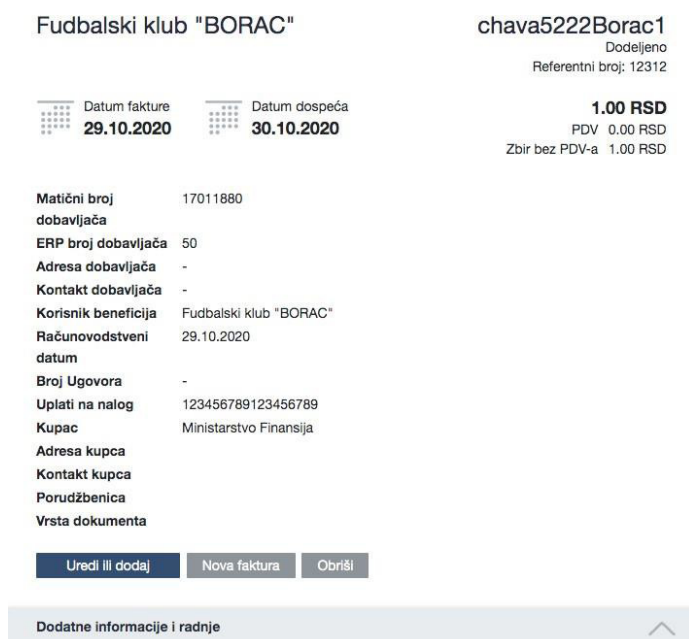 Fudbalski klub "BORAC"
chava5222Borac1
Dodeljeno
Referentni broj: 12312
Datum fakture
29.10.2020
Datum dospeća
30.10.2020
1.00 RSD
PDV 0.00 RSD
Zbir bez PDV-a 1.00 RSD
Matični broj
dobavljača
17011880
ERP broj dobavljača 50
Adresa dobavljača -
Kontakt dobavljača -
Korisnik beneficija Fudbalski klub "BORAC"
Računovodstveni
datum
29.10.2020
Broj Ugovora -
Uplati na nalog 123456789123456789
Kupac Ministarstvo Finansija
Adresa kupca
Kontakt kupca
Porudžbenica
Vrsta dokumenta
Uredi ili dodaj Nova faktura Obriši
Dodatne informacije i radnje